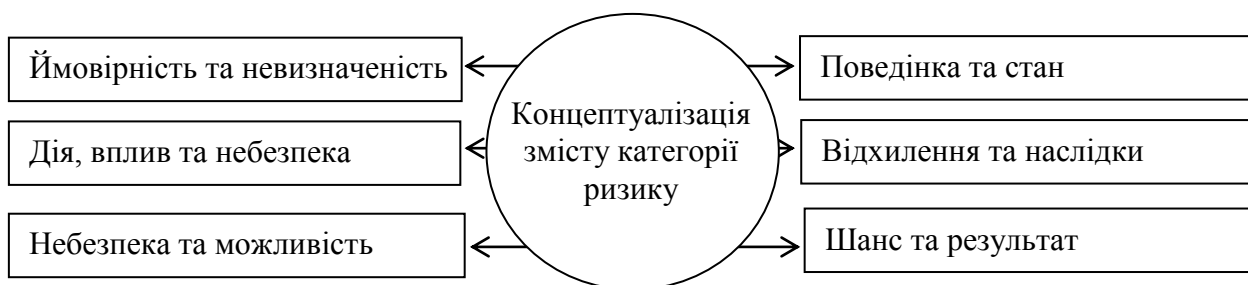 Ймовірність та невизначеність
Дія, вплив та небезпека
Небезпека та можливість
Концептуалізація
змісту категорії
ризику
Поведінка та стан
Відхилення та наслідки
Шанс та результат